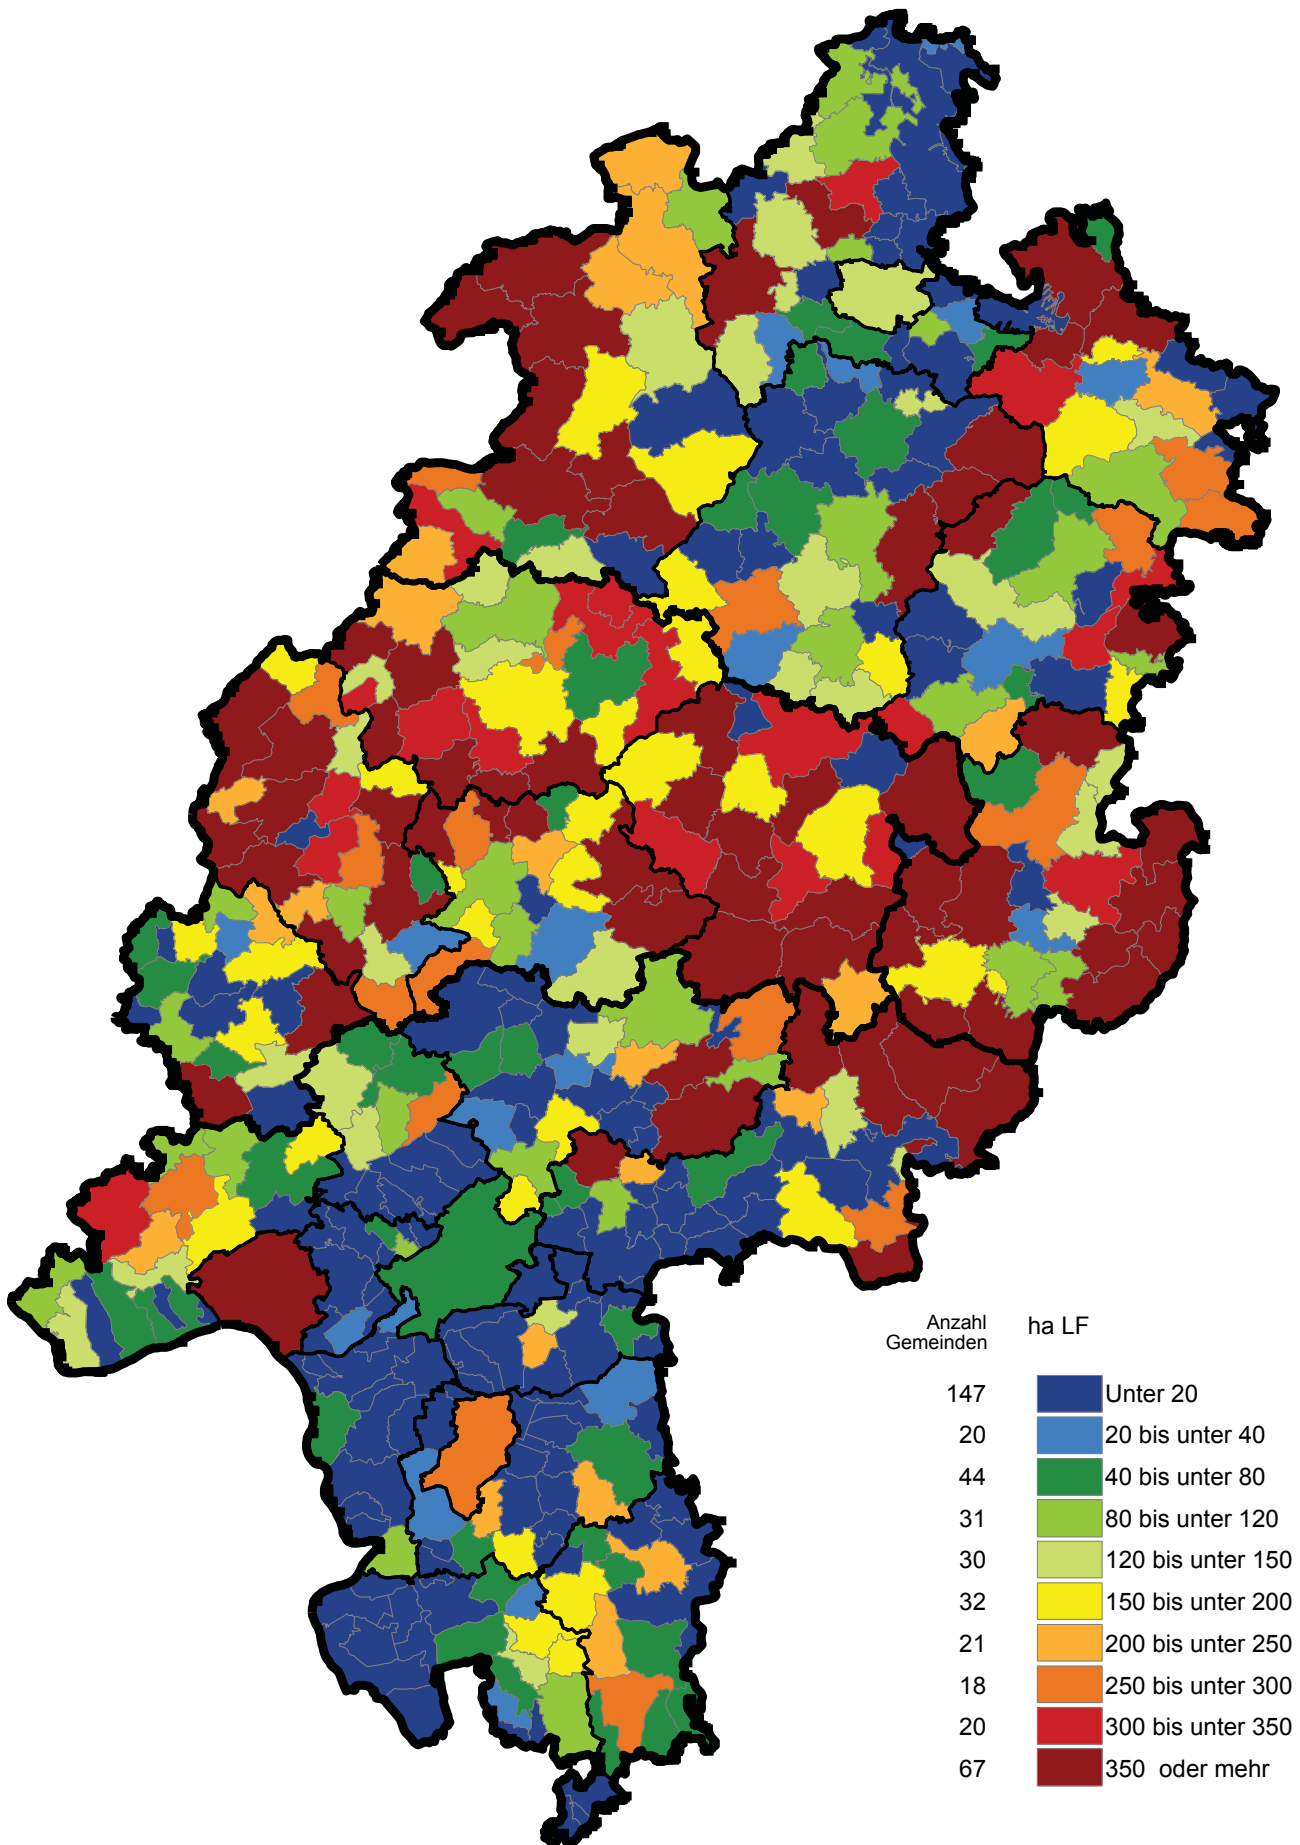 Anzahl
Gemeinden
ha LF
147 Unter 20
20 20 bis unter 40
44 40 bis unter 80
31 80 bis unter 120
30 120 bis unter 150
32 150 bis unter 200
21 200 bis unter 250
18 250 bis unter 300
20 300 bis unter 350
67 350 oder mehr